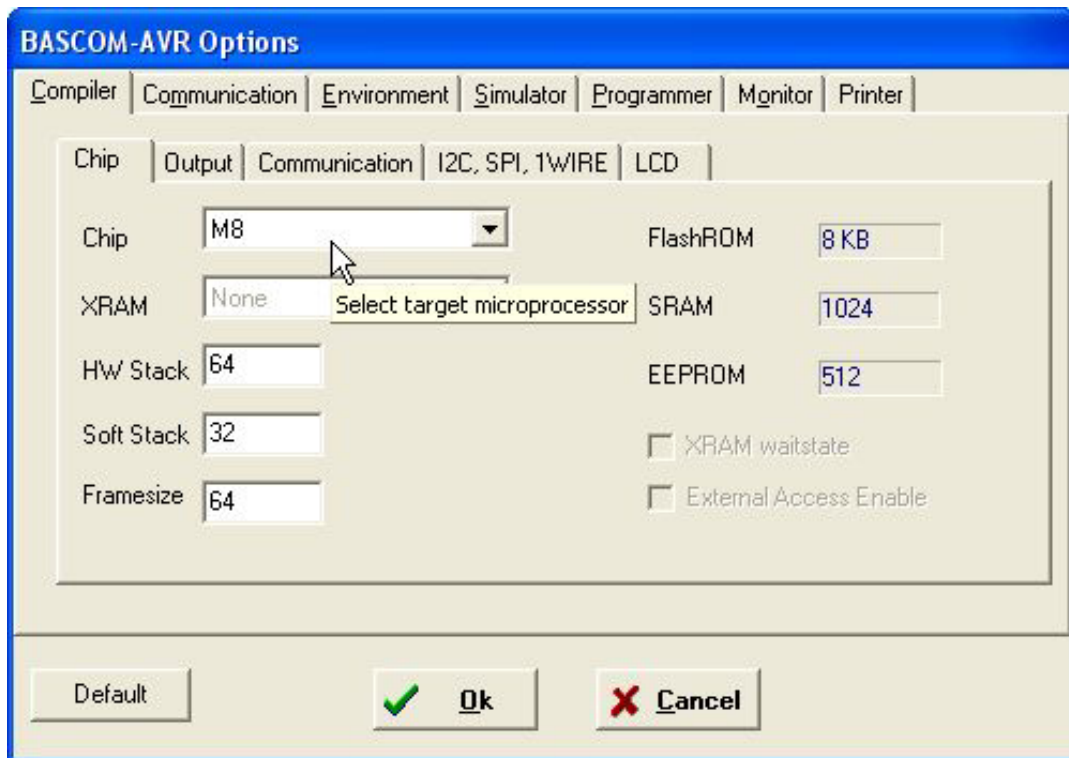 BASCOM-AVR Options
Compiler Communication Environment Simulator Programmer Monitor Printer
Chip Output Communication I2C, SPI, 1WIRE LCD
Chip M8 FlashROM 8 KB
XRAM None Select target microprocessor SRAM 1024
HW Stack 64 EEPROM 512
Soft Stack 32 XRAM waitstate
Framesize 64 External Access Enable
Default Ok Cancel